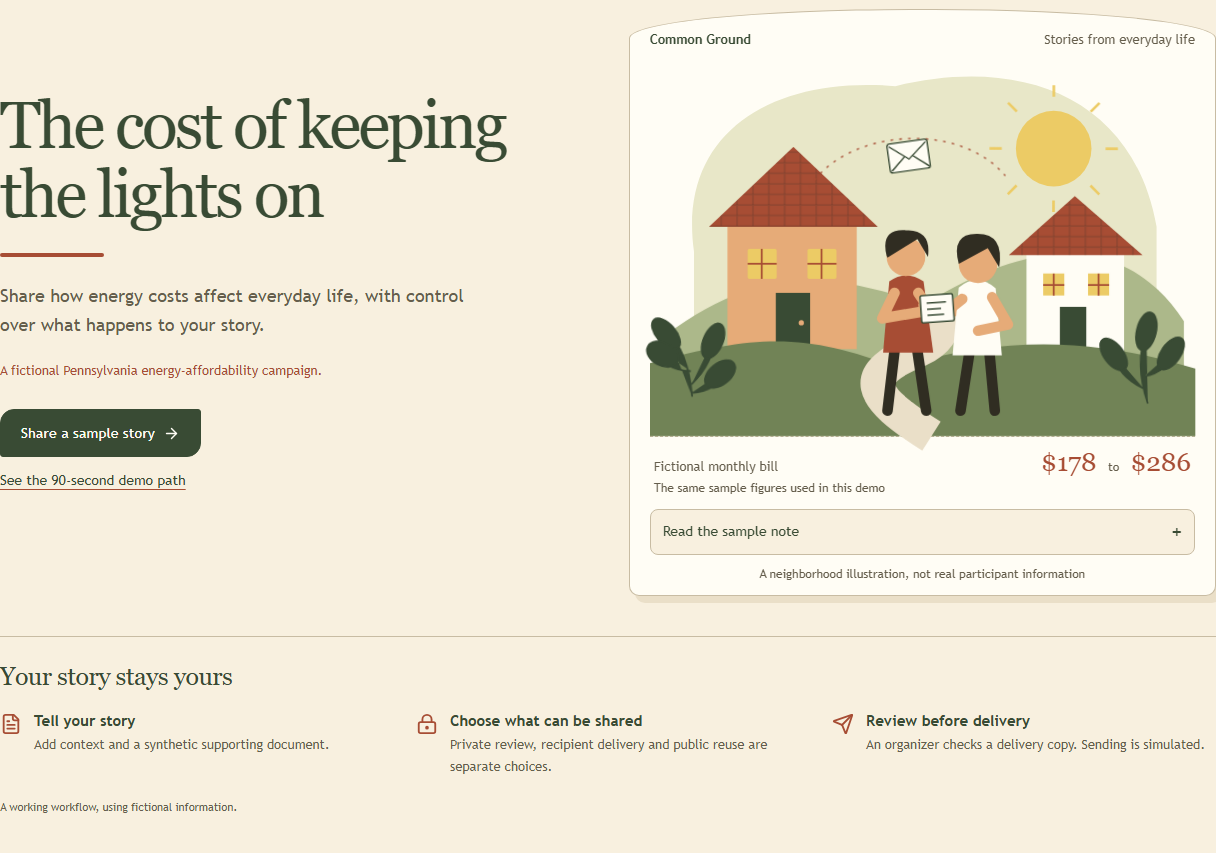 The cost of keeping
the lights on
Share how energy costs affect everyday life, with control
over what happens to your story.
A fictional Pennsylvania energy-affordability campaign.
Share a sample story →
See the 90-second demo path
Common Ground
Stories from everyday life
Fictional monthly bill
$178 to $286
The same sample figures used in this demo
Read the sample note +
A neighborhood illustration, not real participant information
Your story stays yours
Tell your story
Add context and a synthetic supporting document.
Choose what can be shared
Private review, recipient delivery and public reuse are
separate choices.
Review before delivery
An organizer checks a delivery copy. Sending is simulated.
A working workflow, using fictional information.